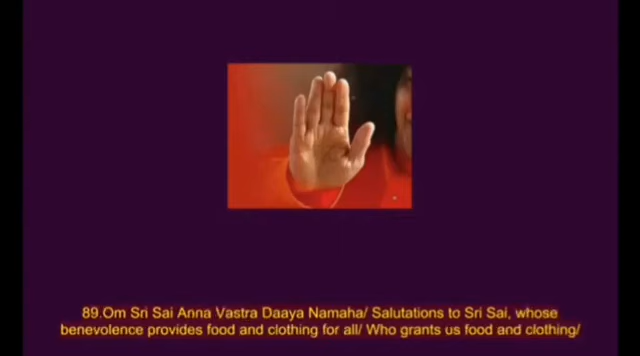 89.Om Sri Sai Anna Vastra Daaya Namaha/ Salutations to Sri Sai, whose
benevolence provides food and clothing for all/ Who grants us food and clothing/